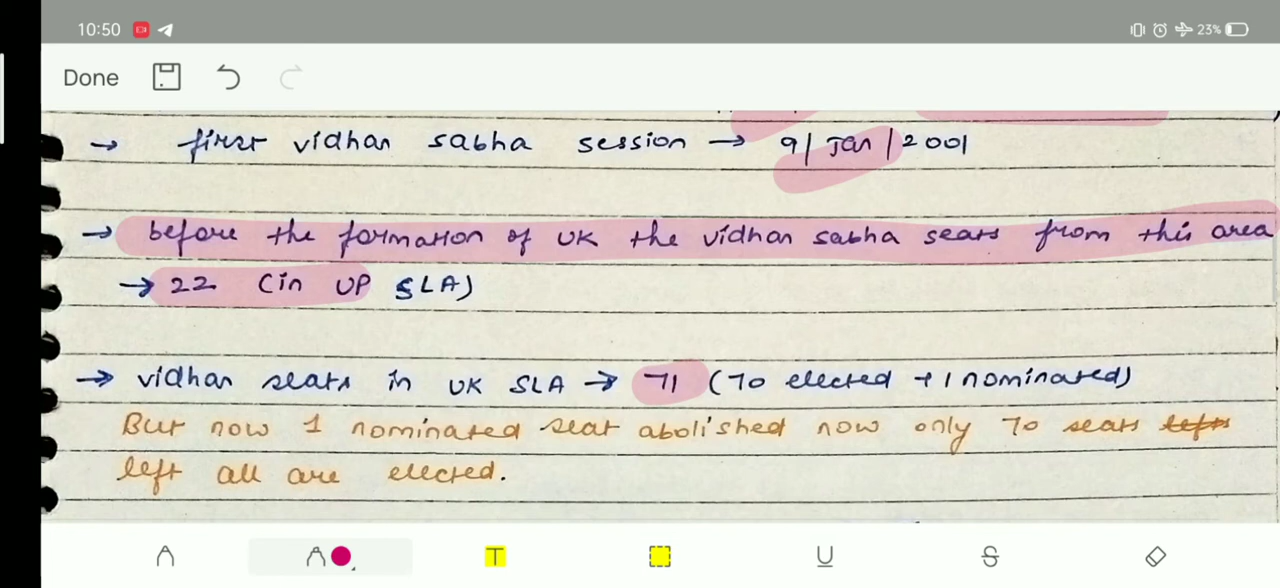 10:50 23%
Done
→ first vidhan sabha session → 9/Jan/2001
→ before the formation of UK the vidhan sabha seats from this area
→ 22 (in UP SLA)
→ vidhan seats in UK SLA → 71 (70 elected + 1 nominated)
But now 1 nominated seat abolished now only 70 seats left
left all are elected.
T U S